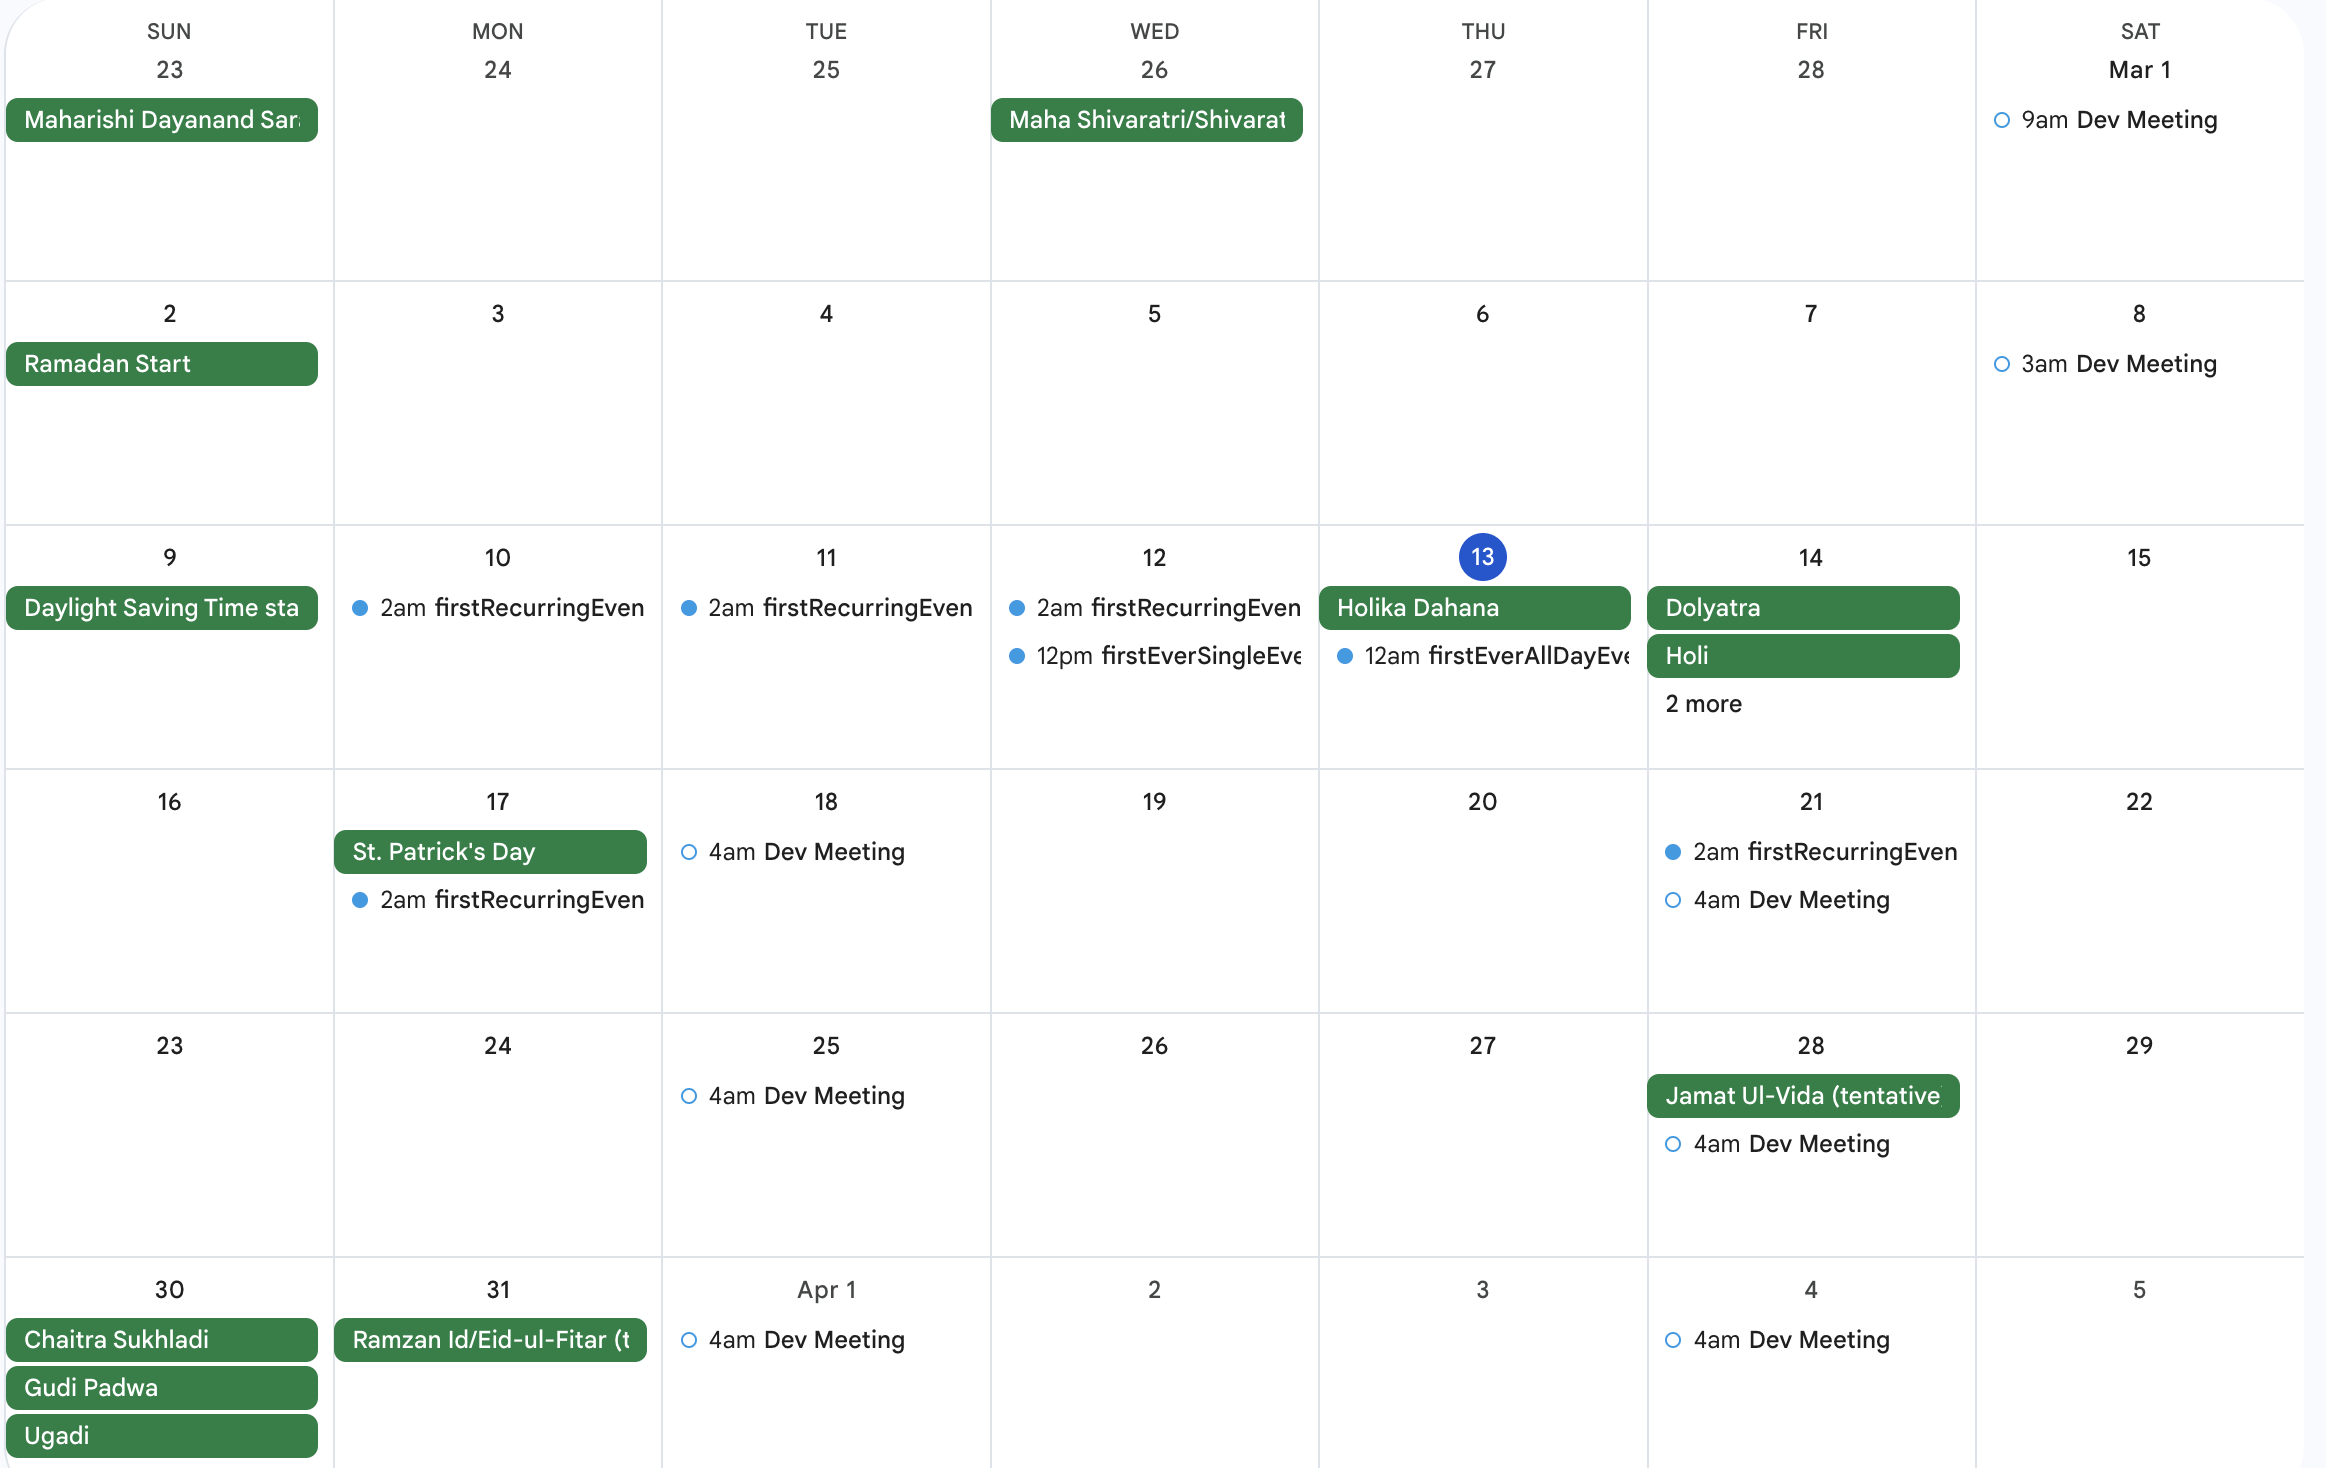 SUN MON TUE WED THU FRI SAT
23 24 25 26 27 28 Mar 1
Maharishi Dayanand Sar Maha Shivaratri/Shivarat 9am Dev Meeting
2 3 4 5 6 7 8
Ramadan Start 3am Dev Meeting
9 10 11 12 13 14 15
Daylight Saving Time sta 2am firstRecurringEven 2am firstRecurringEven 2am firstRecurringEven Holika Dahana Dolyatra
12pm firstEverSingleEve 12am firstEverAllDayEve Holi
2 more
16 17 18 19 20 21 22
St. Patrick's Day 4am Dev Meeting 2am firstRecurringEven
2am firstRecurringEven 4am Dev Meeting
23 24 25 26 27 28 29
4am Dev Meeting Jamat Ul-Vida (tentative)
4am Dev Meeting
30 31 Apr 1 2 3 4 5
Chaitra Sukhladi Ramzan Id/Eid-ul-Fitar (t 4am Dev Meeting 4am Dev Meeting
Gudi Padwa
Ugadi